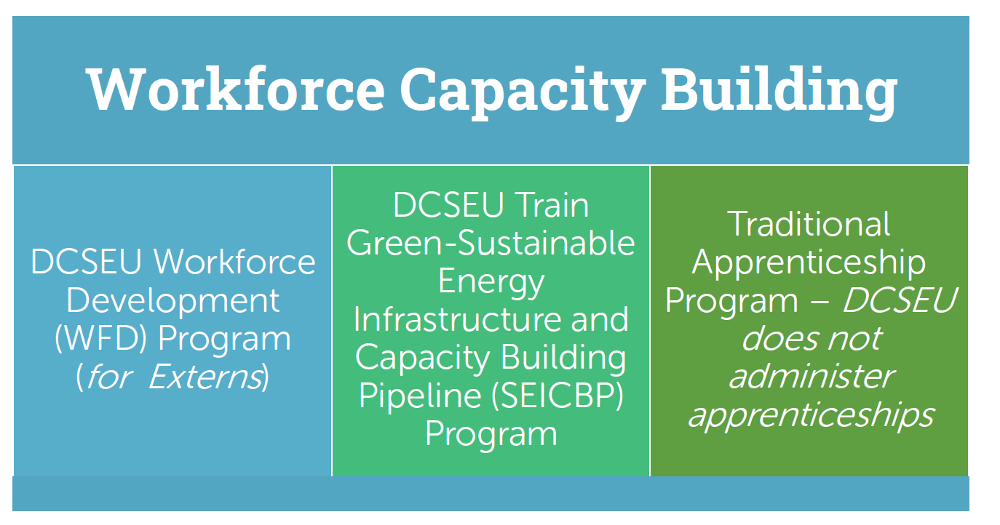 Workforce Capacity Building
DCSEU Workforce
Development
(WFD) Program
(for Externs)
DCSEU Train
Green-Sustainable
Energy
Infrastructure and
Capacity Building
Pipeline (SEICBP)
Program
Traditional
Apprenticeship
Program – DCSEU
does not
administer
apprenticeships